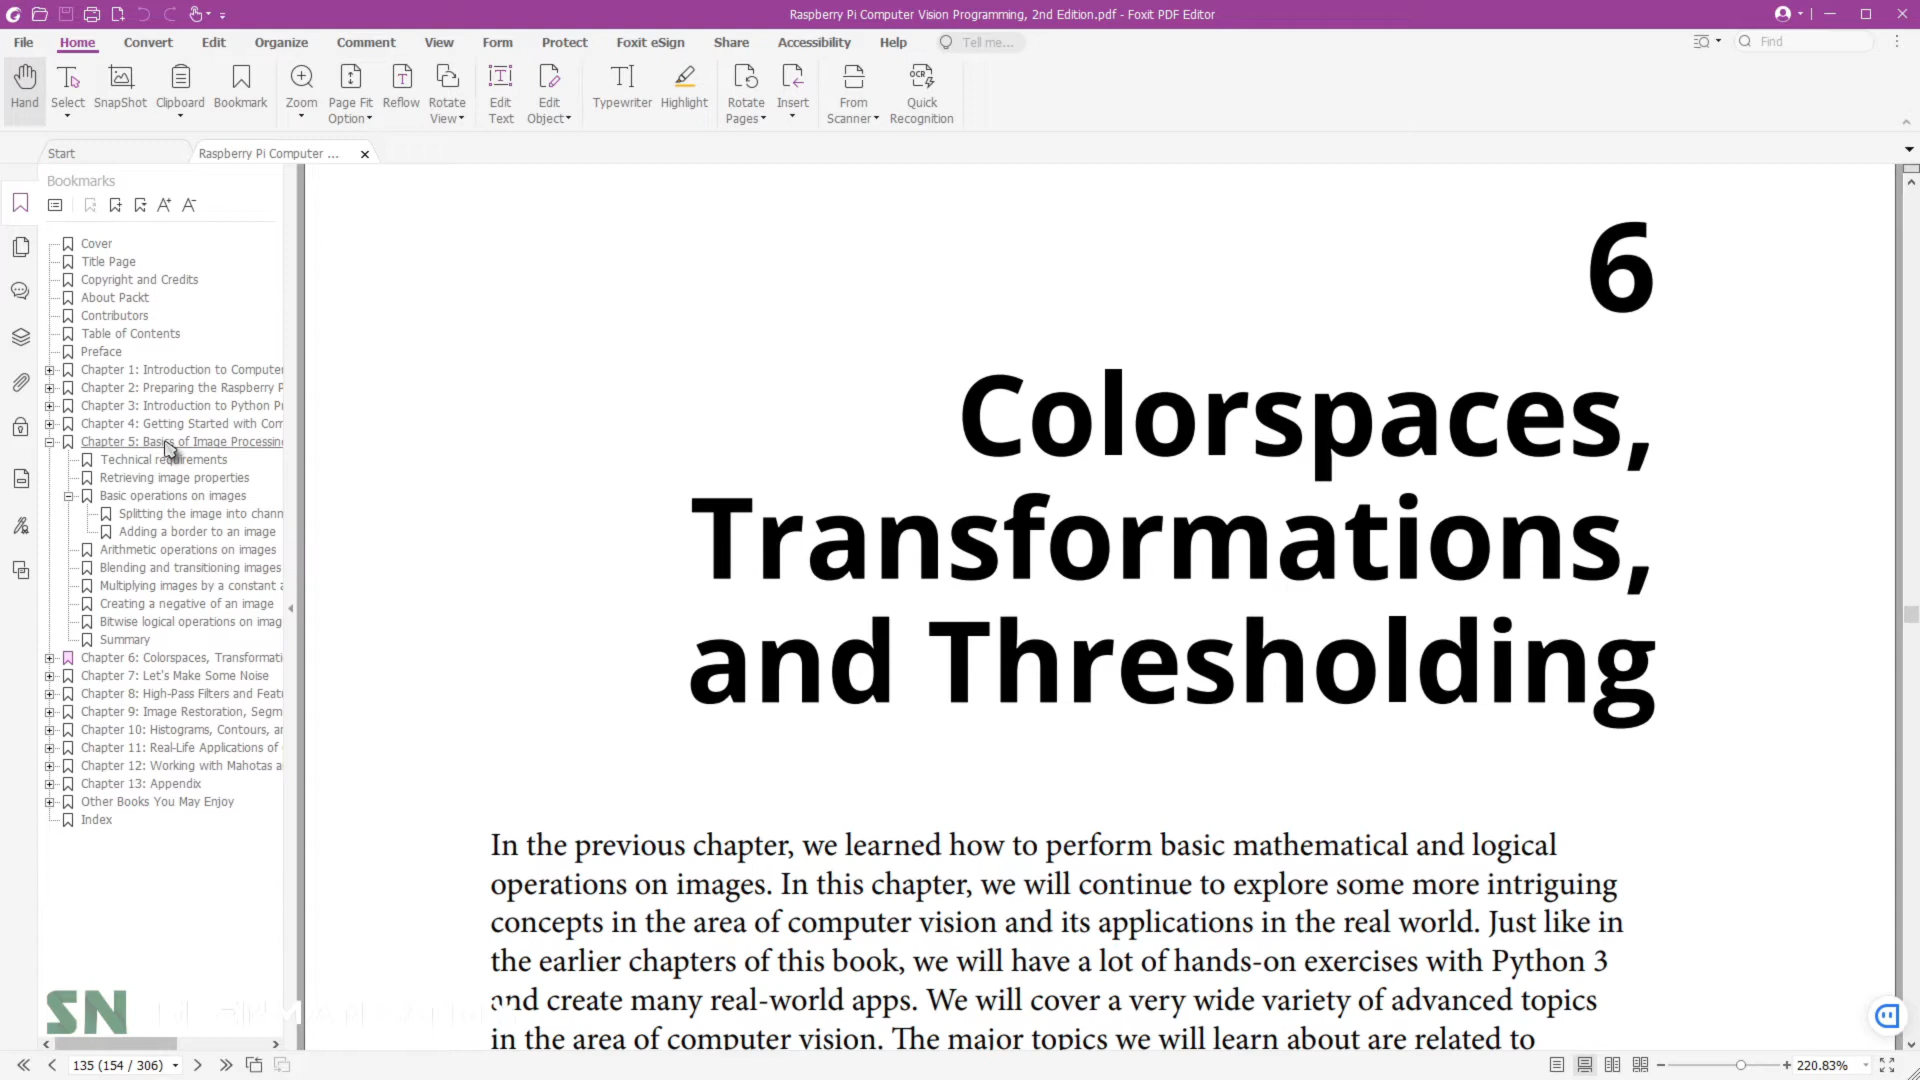 Raspberry Pi Computer Vision Programming, 2nd Edition.pdf - Foxit PDF Editor
File Home Convert Edit Organize Comment View Form Protect Foxit eSign Share Accessibility Help Tell me... Find
Hand Select SnapShot Clipboard Bookmark Zoom Page Fit Option Reflow Rotate View Edit Text Edit Object Typewriter Highlight Rotate Pages Insert From Scanner Quick Recognition
Start Raspberry Pi Computer ...
Bookmarks
Cover
Title Page
Copyright and Credits
About Packt
Contributors
Table of Contents
Preface
Chapter 1: Introduction to Computer
Chapter 2: Preparing the Raspberry P
Chapter 3: Introduction to Python Pr
Chapter 4: Getting Started with Com
Chapter 5: Basics of Image Processing
Technical requirements
Retrieving image properties
Basic operations on images
Splitting the image into chann
Adding a border to an image
Arithmetic operations on images
Blending and transitioning images
Multiplying images by a constant a
Creating a negative of an image
Bitwise logical operations on imag
Summary
Chapter 6: Colorspaces, Transformati
Chapter 7: Let's Make Some Noise
Chapter 8: High-Pass Filters and Feat
Chapter 9: Image Restoration, Segm
Chapter 10: Histograms, Contours, an
Chapter 11: Real-Life Applications of
Chapter 12: Working with Mahotas a
Chapter 13: Appendix
Other Books You May Enjoy
Index
6
Colorspaces,
Transformations,
and Thresholding
In the previous chapter, we learned how to perform basic mathematical and logical
operations on images. In this chapter, we will continue to explore some more intriguing
concepts in the area of computer vision and its applications in the real world. Just like in
the earlier chapters of this book, we will have a lot of hands-on exercises with Python 3
and create many real-world apps. We will cover a very wide variety of advanced topics
in the area of computer vision. The major topics we will learn about are related to
SN
135 (154 / 306)
220.83%